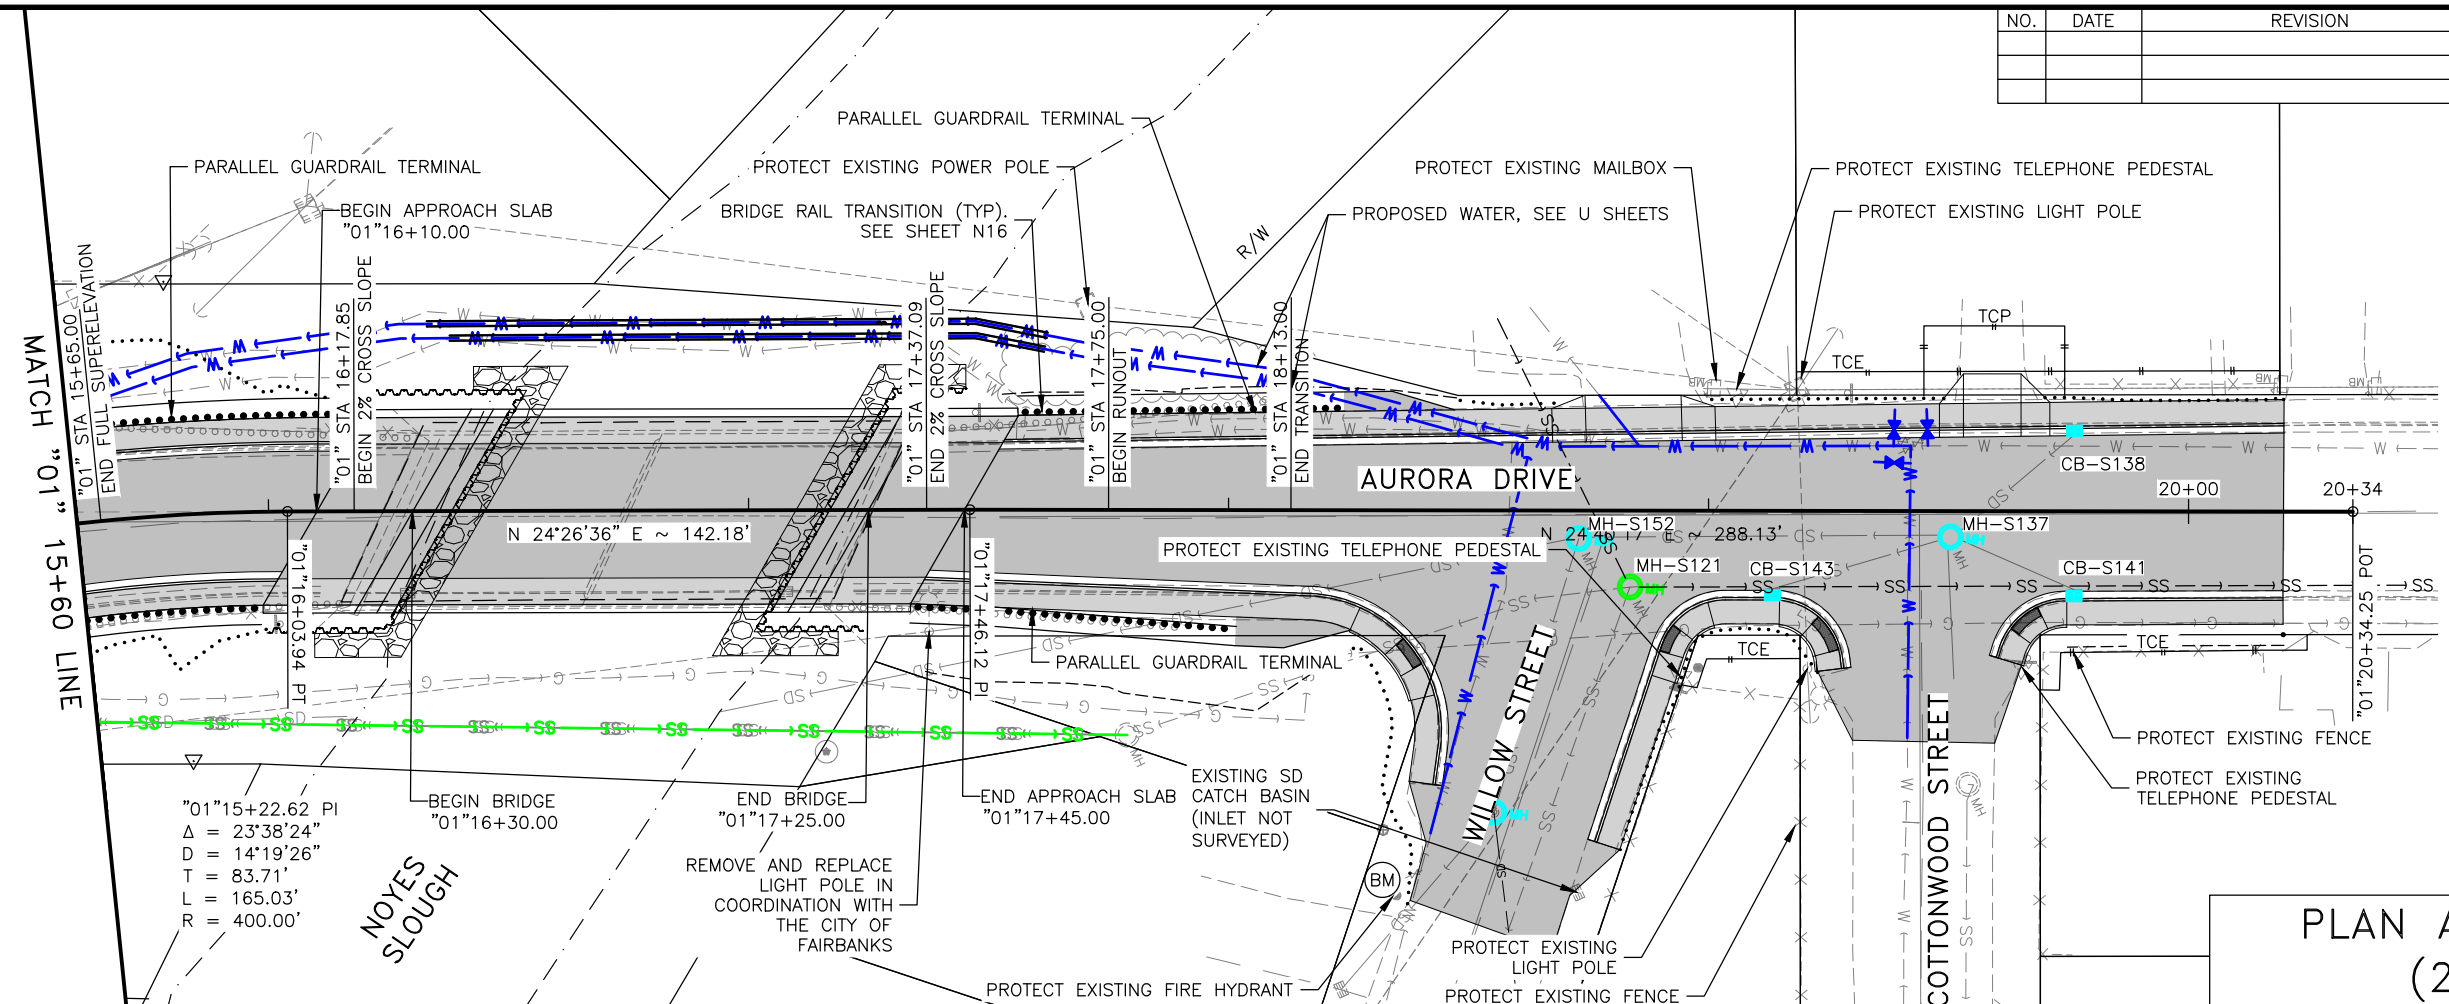 NO. DATE REVISION
PARALLEL GUARDRAIL TERMINAL
PARALLEL GUARDRAIL TERMINAL
PROTECT EXISTING POWER POLE
BRIDGE RAIL TRANSITION (TYP).
SEE SHEET N16
BEGIN APPROACH SLAB
"01"16+10.00
PROTECT EXISTING MAILBOX
PROTECT EXISTING TELEPHONE PEDESTAL
PROPOSED WATER, SEE U SHEETS
PROTECT EXISTING LIGHT POLE
R/W
MATCH "01" 15+60 LINE
"01" STA 15+65.00
END FULL SUPERELEVATION
"01" STA 16+17.85
BEGIN 2% CROSS SLOPE
"01" STA 17+37.09
END 2% CROSS SLOPE
"01" STA 17+75.00
BEGIN RUNOUT
"01" STA 18+13.00
END TRANSITION
TCP
TCE
AURORA DRIVE
CB-S138
20+00
20+34
N 24°26'36" E ~ 142.18'
MH-S152
MH-S137
E ~ 288.13'
PROTECT EXISTING TELEPHONE PEDESTAL
MH-S121
CB-S143
CB-S141
"01"16+03.94 PT
"01"17+46.12 PI
"01"20+34.25 POT
PARALLEL GUARDRAIL TERMINAL
TCE
TCE
WILLOW STREET
COTTONWOOD STREET
PROTECT EXISTING FENCE
PROTECT EXISTING
TELEPHONE PEDESTAL
"01"15+22.62 PI
Δ = 23°38'24"
D = 14°19'26"
T = 83.71'
L = 165.03'
R = 400.00'
BEGIN BRIDGE
"01"16+30.00
END BRIDGE
"01"17+25.00
END APPROACH SLAB
"01"17+45.00
EXISTING SD
CATCH BASIN
(INLET NOT
SURVEYED)
NOYES
SLOUGH
REMOVE AND REPLACE
LIGHT POLE IN
COORDINATION WITH
THE CITY OF
FAIRBANKS
BM
PROTECT EXISTING FIRE HYDRANT
PROTECT EXISTING
LIGHT POLE
PROTECT EXISTING FENCE
PLAN A
(2